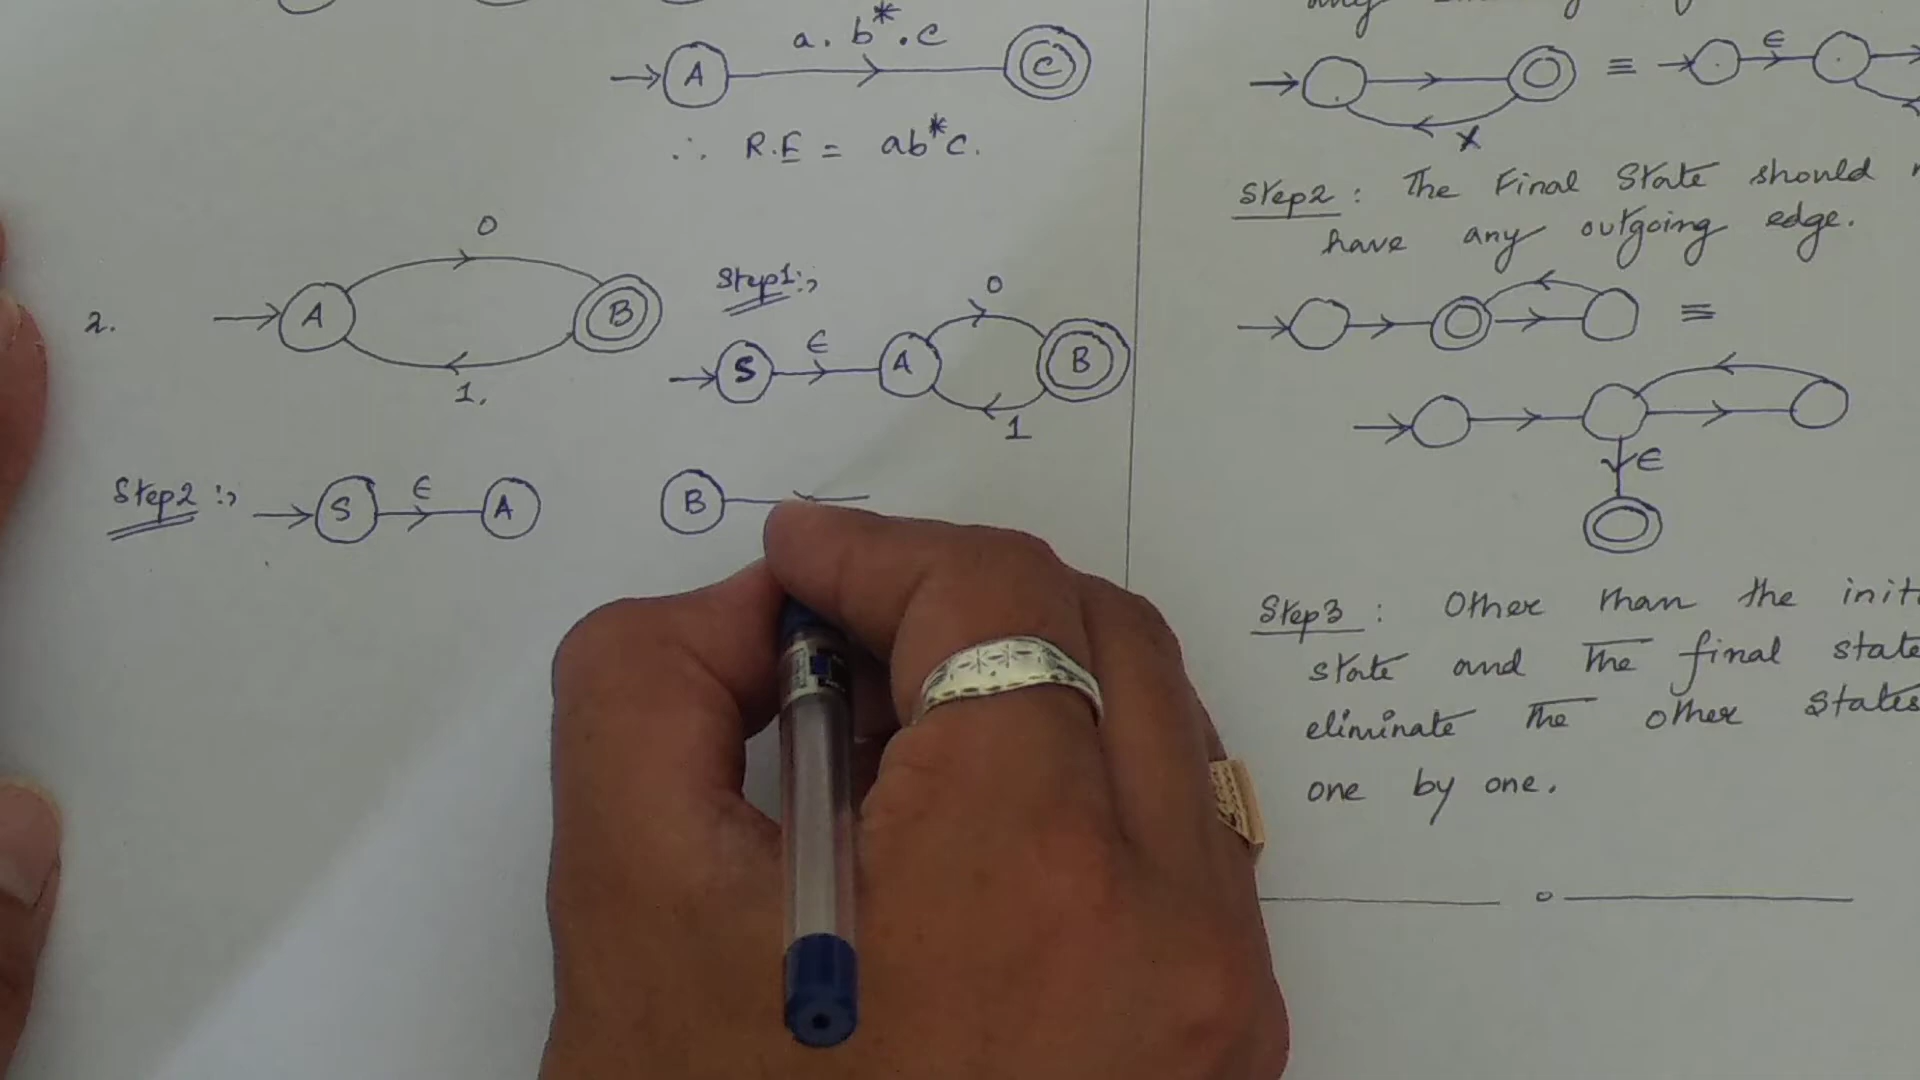 a. b*. c
A
C
∴ R.E = ab*c.
2.
0
A
B
1.
Step1:,
S
ϵ
A
0
B
1
Step2:,
S
ϵ
A
B
ϵ
X
Step2: The Final State should
have any outgoing edge.
≡
ϵ
Step3: Other than the
state and The final state
eliminate The other States
one by one.